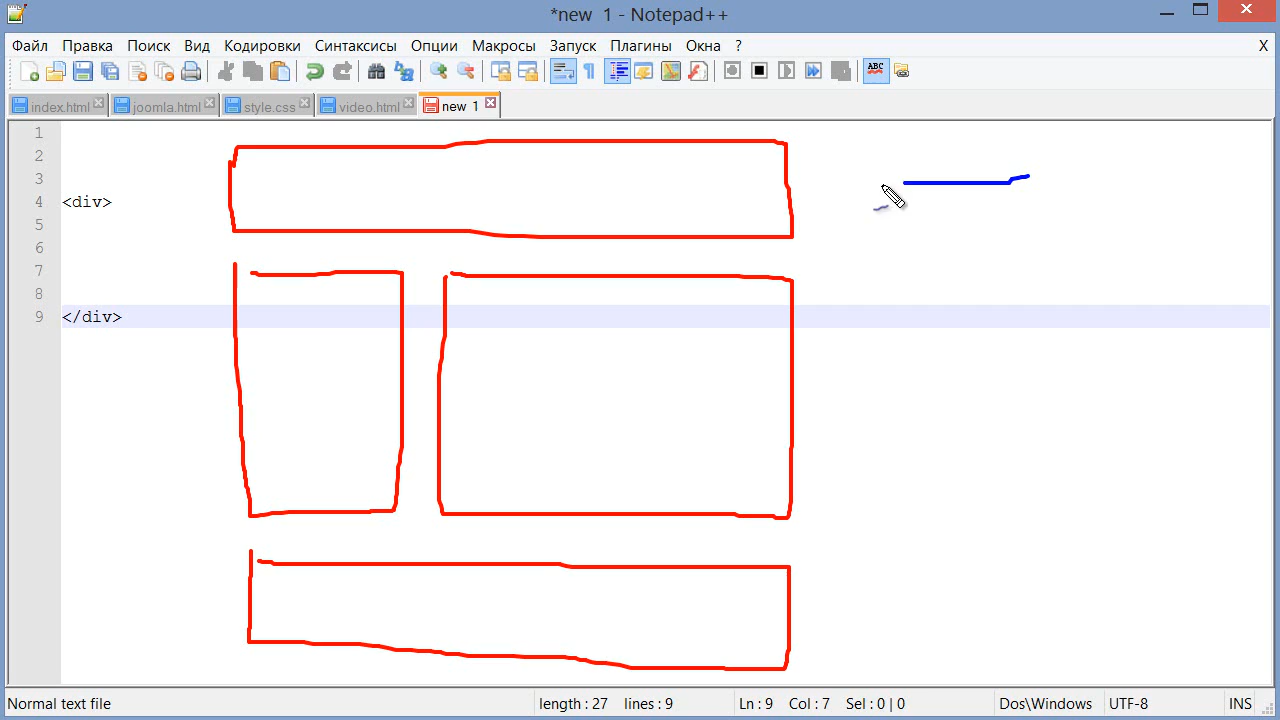 *new 1 - Notepad++
Файл Правка Поиск Вид Кодировки Синтаксисы Опции Макросы Запуск Плагины Окна ? X
ABC
index.html joomla.html style.css video.html new 1
1
2
3
4 <div>
5
6
7
8
9 </div>
Normal text file length : 27 lines : 9 Ln : 9 Col : 7 Sel : 0 | 0 Dos\Windows UTF-8 INS